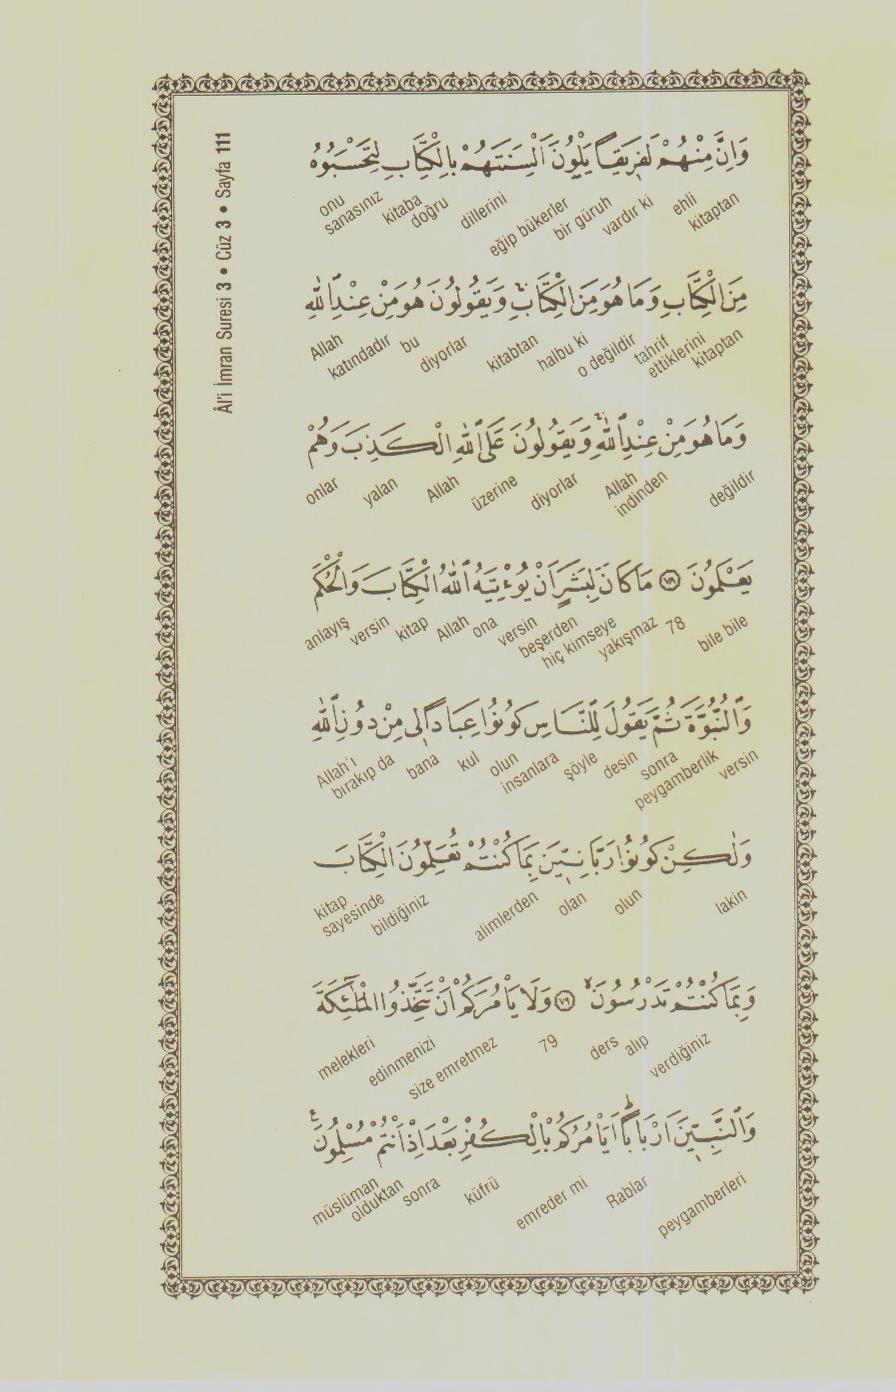 Âl'i İmran Suresi 3 • Cüz 3 • Sayfa 111
وَاِنَّ مِنْهُمْ لَفَرِيقًا يَلْوُنَ اَلْسِنَتَهُمْ بِالْكِتَابِ لِتَحْسَبُوهُ
ehli kitaptan vardır ki bir güruh eğip bükerler dillerini kitaba doğru onu sanasınız
مِنَ الْكِتَابِ وَمَا هُوَ مِنَ الْكِتَابِ وَيَقُولُونَ هُوَ مِنْ عِنْدِ اللّٰهِ
kitaptan tahrif ettiklerini o değildir halbu ki kitabtan diyorlar bu Allah katındadır
وَمَا هُوَ مِنْ عِنْدِ اللّٰهِ وَيَقُولُونَ عَلَى اللّٰهِ الْكَذِبَ وَهُمْ
değildir Allah indinden diyorlar üzerine Allah yalan onlar
يَعْلَمُونَ ﴿٧٨﴾ مَا كَانَ لِبَشَرٍ اَنْ يُؤْتِيَهُ اللّٰهُ الْكِتَابَ وَالْحُكْمَ
bile bile 78 yakışmaz hiç kimseye beşerden versin ona Allah kitap versin anlayış
وَالنُّبُوَّةَ ثُمَّ يَقُولَ لِلنَّاسِ كُونُوا عِبَادًا لِى مِنْ دُونِ اللّٰهِ
versin peygamberlik sonra desin şöyle insanlara olun kul bana Allah'ı bırakıp da
وَلٰكِنْ كُونُوا رَبَّانِيّٖنَ بِمَا كُنْتُمْ تُعَلِّمُونَ الْكِتَابَ
lakin olun olan alimlerden bildiğiniz kitap sayesinde
وَبِمَا كُنْتُمْ تَدْرُسُونَ ﴿٧٩﴾ وَلَا يَاْمُرَكُمْ اَنْ تَتَّخِذُوا الْمَلٰٓئِكَةَ
verdiğiniz alıp ders 79 size emretmez edinmenizi melekleri
وَالنَّبِيّٖنَ اَرْبَابًا اَيَاْمُرُكُمْ بِالْكُفْرِ بَعْدَ اِذْ اَنْتُمْ مُسْلِمُونَ
peygamberleri Rablar emreder mi küfrü sonra olduktan müslüman